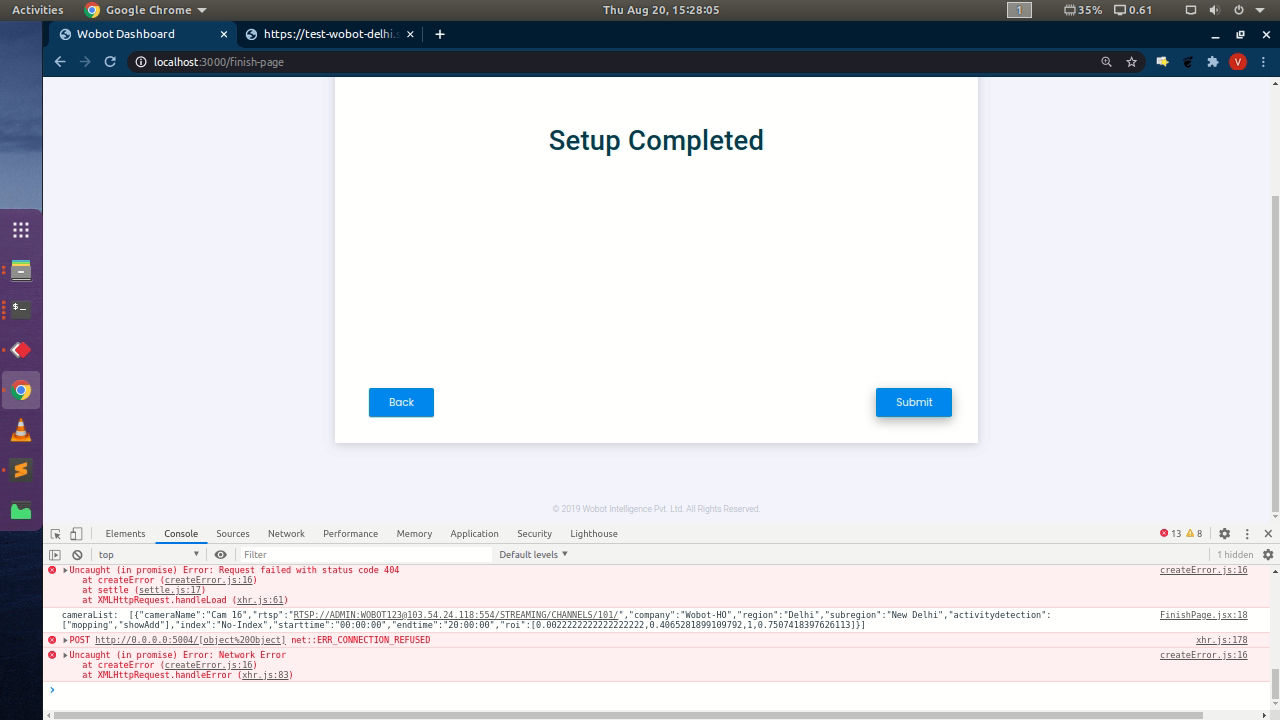 Activities Google Chrome Thu Aug 20, 15:28:05 1 35% 0.61
Wobot Dashboard https://test-wobot-delhi.s
localhost:3000/finish-page V
Setup Completed
Back Submit
© 2019 Wobot Intelligence Pvt. Ltd. All Rights Reserved.
Elements Console Sources Network Performance Memory Application Security Lighthouse 13 8
top Filter Default levels 1 hidden
Uncaught (in promise) Error: Request failed with status code 404 createError.js:16
at createError (createError.js:16)
at settle (settle.js:17)
at XMLHttpRequest.handleLoad (xhr.js:61)
cameraList: [{"cameraName":"Cam 16","rtsp":"RTSP://ADMIN:WOBOT123@103.54.24.118:554/STREAMING/CHANNELS/101/","company":"Wobot-HO","region":"Delhi","subregion":"New Delhi","activitydetection": FinishPage.jsx:18
["mopping","showAdd"],"index":"No-Index","starttime":"00:00:00","endtime":"20:00:00","roi":[0.0022222222222222222,0.4065281899109792,1,0.7507418397626113]}]
POST http://0.0.0.0:5004/[object%20Object] net::ERR_CONNECTION_REFUSED xhr.js:178
Uncaught (in promise) Error: Network Error createError.js:16
at createError (createError.js:16)
at XMLHttpRequest.handleError (xhr.js:83)